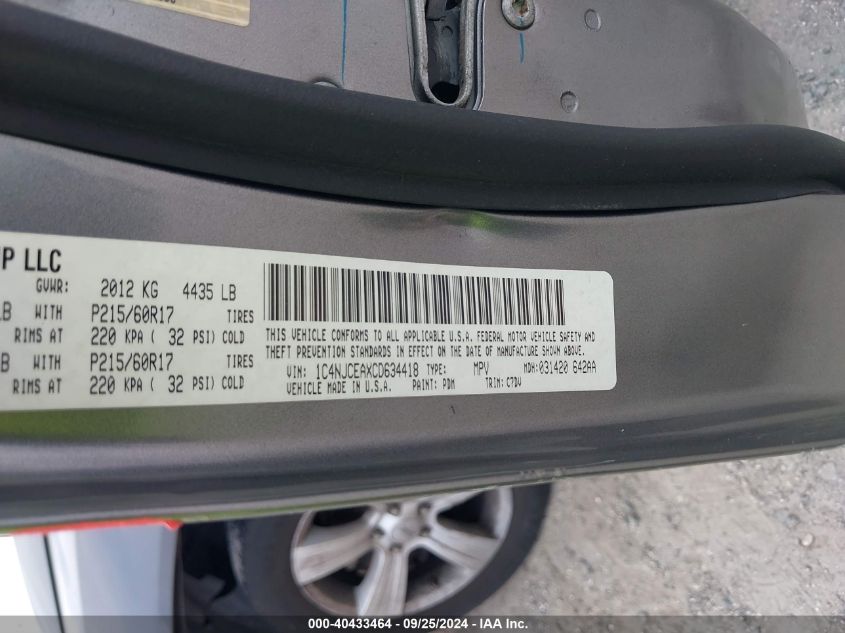 LLC
GVWR: 2012 KG 4435 LB
WITH P215/60R17 TIRES
RIMS AT 220 KPA ( 32 PSI) COLD
WITH P215/60R17 TIRES
RIMS AT 220 KPA ( 32 PSI) COLD
THIS VEHICLE CONFORMS TO ALL APPLICABLE U.S.A. FEDERAL MOTOR VEHICLE SAFETY AND
THEFT PREVENTION STANDARDS IN EFFECT ON THE DATE OF MANUFACTURE SHOWN ABOVE.
VIN: 1C4NJCEAXCD634418 TYPE: MPV MDH: 031420 642AA
VEHICLE MADE IN U.S.A. PAINT: PDM TRIM: C7DV
000-40433464 - 09/25/2024 - IAA Inc.